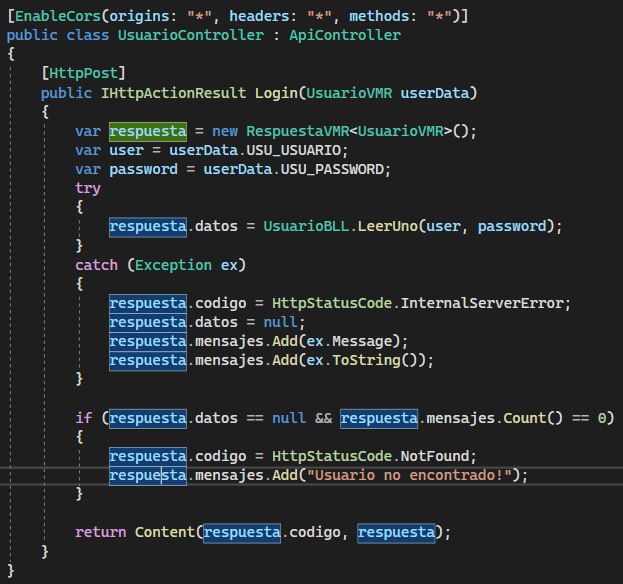 [EnableCors(origins: "*", headers: "*", methods: "*")]
public class UsuarioController : ApiController
{
[HttpPost]
public IHttpActionResult Login(UsuarioVMR userData)
{
var respuesta = new RespuestaVMR<UsuarioVMR>();
var user = userData.USU_USUARIO;
var password = userData.USU_PASSWORD;
try
{
respuesta.datos = UsuarioBLL.LeerUno(user, password);
}
catch (Exception ex)
{
respuesta.codigo = HttpStatusCode.InternalServerError;
respuesta.datos = null;
respuesta.mensajes.Add(ex.Message);
respuesta.mensajes.Add(ex.ToString());
}
if (respuesta.datos == null && respuesta.mensajes.Count() == 0)
{
respuesta.codigo = HttpStatusCode.NotFound;
respuesta.mensajes.Add("Usuario no encontrado!");
}
return Content(respuesta.codigo, respuesta);
}
}